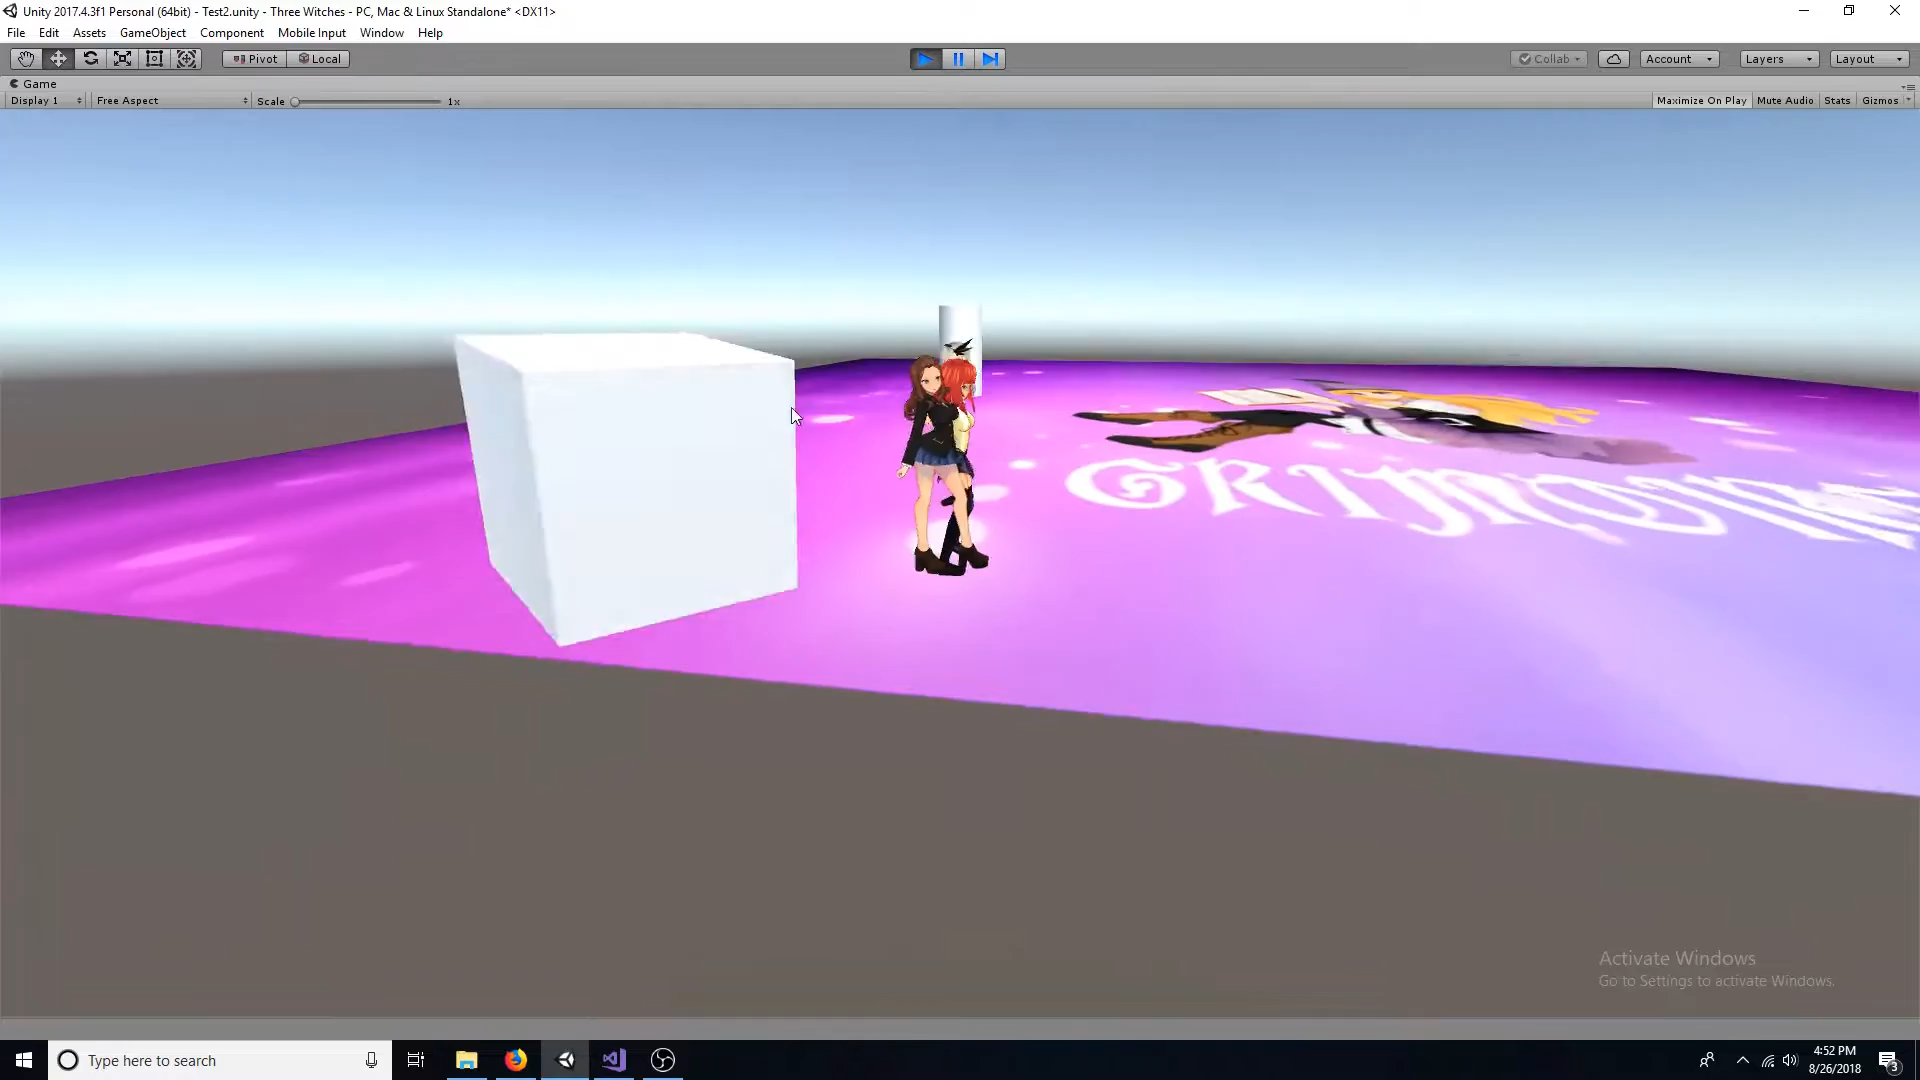 Unity 2017.4.3f1 Personal (64bit) - Test2.unity - Three Witches - PC, Mac & Linux Standalone* <DX11>
File Edit Assets GameObject Component Mobile Input Window Help
Pivot Local Collab Account Layers Layout
Game
Display 1 Free Aspect Scale 1x Maximize On Play Mute Audio Stats Gizmos
Activate Windows
Go to Settings to activate Windows.
Type here to search
4:52 PM
8/26/2018
3